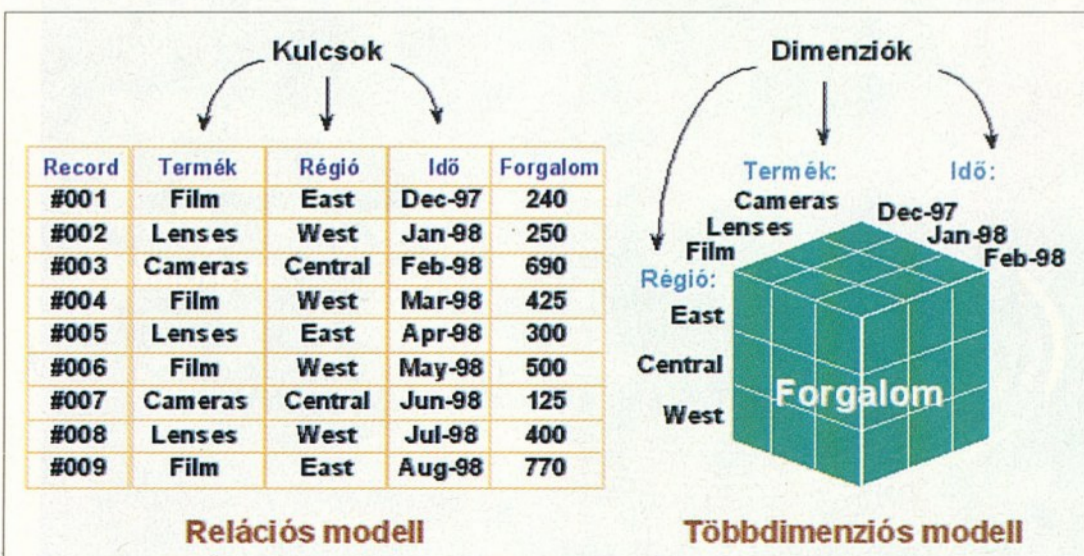 Kulcsok
Record Termék Régió Idő Forgalom
#001 Film East Dec-97 240
#002 Lenses West Jan-98 250
#003 Cameras Central Feb-98 690
#004 Film West Mar-98 425
#005 Lenses East Apr-98 300
#006 Film West May-98 500
#007 Cameras Central Jun-98 125
#008 Lenses West Jul-98 400
#009 Film East Aug-98 770
Relációs modell
Dimenziók
Termék:
Idő:
Cameras
Lenses
Film
Dec-97
Jan-98
Feb-98
Régió:
East
Central
West
Forgalom
Többdimenziós modell